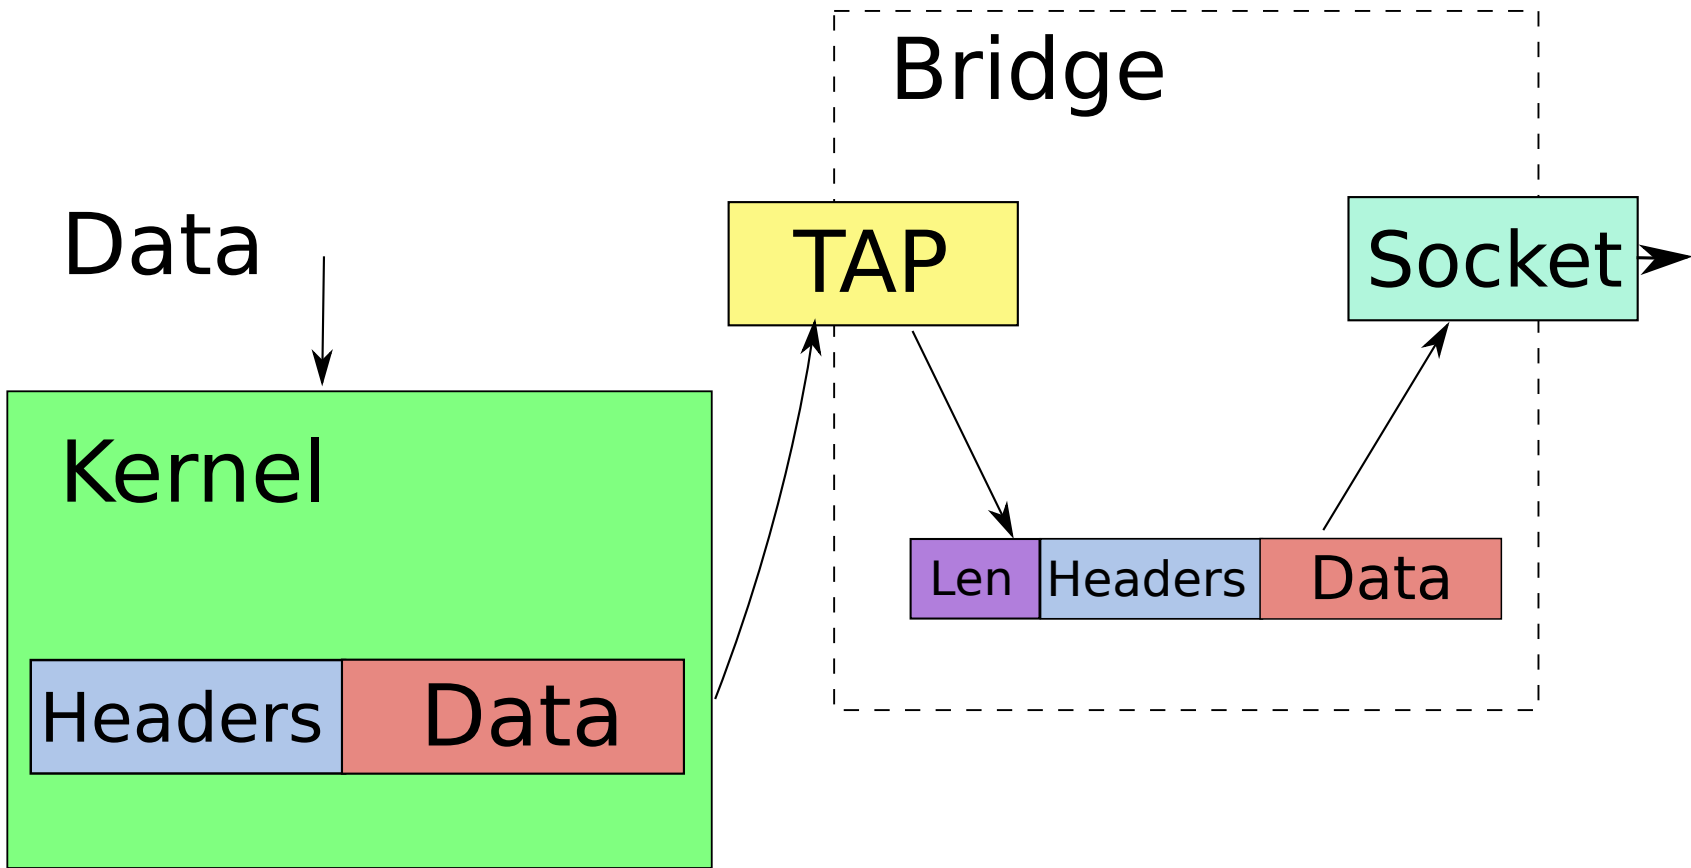 Bridge
Data
TAP
Socket
Kernel
Len Headers Data
Headers Data